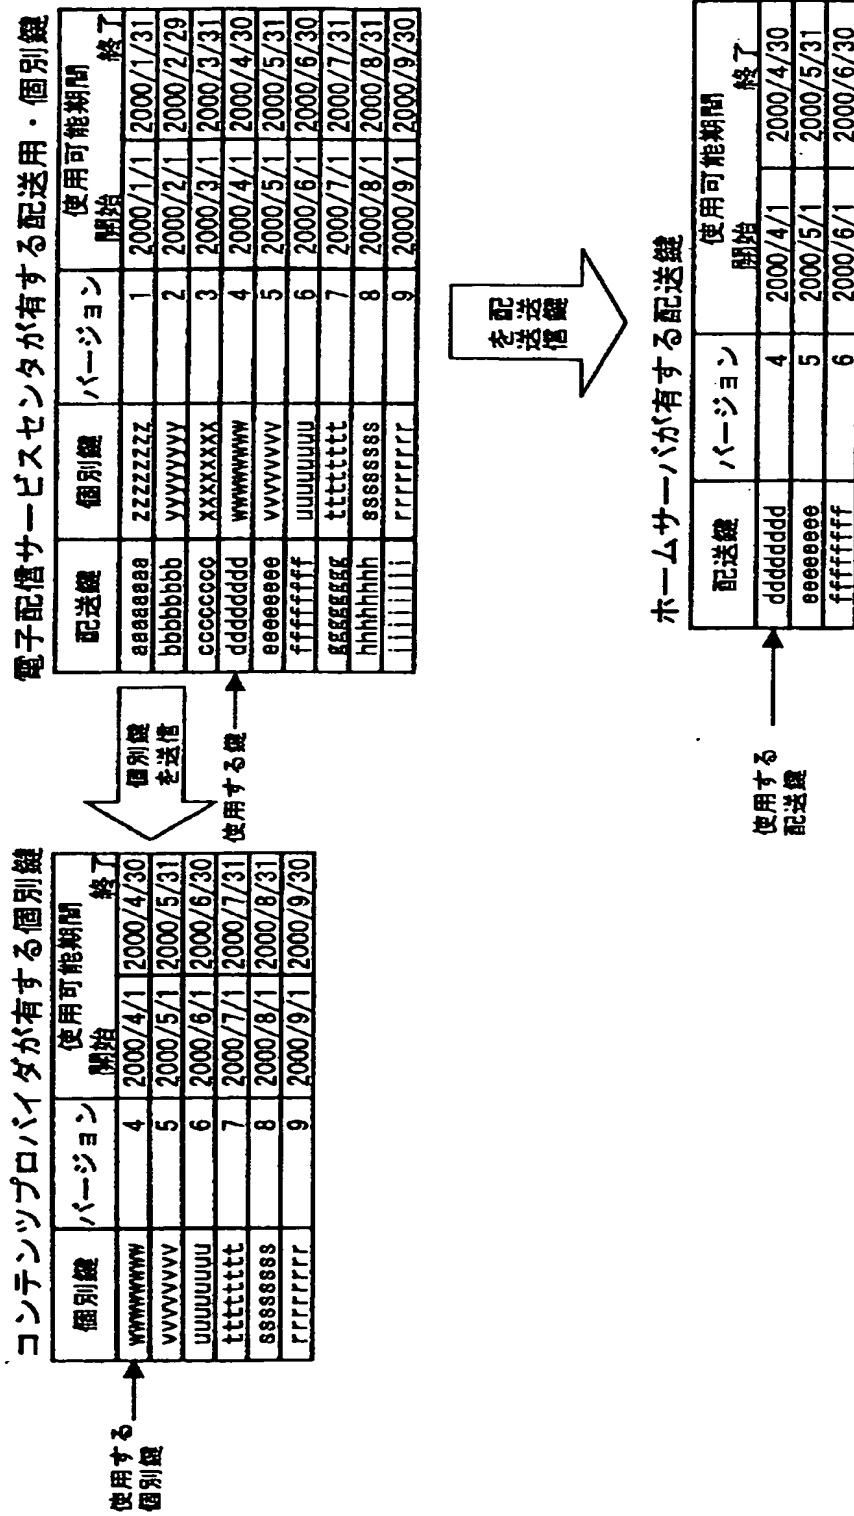 電子配信サービスセンタが有する配送用・個別鍵
配送鍵 個別鍵 バージョン 使用可能期間
開始 終了
aaaaaaaa zzzzzzzz 1 2000/1/1 2000/1/31
bbbbbbbb yyyyyyyy 2 2000/2/1 2000/2/29
cccccccc xxxxxxxx 3 2000/3/1 2000/3/31
dddddddd wwwwwwww 4 2000/4/1 2000/4/30
eeeeeeee vvvvvvvv 5 2000/5/1 2000/5/31
ffffffff uuuuuuuu 6 2000/6/1 2000/6/30
gggggggg tttttttt 7 2000/7/1 2000/7/31
hhhhhhhh ssssssss 8 2000/8/1 2000/8/31
iiiiiiii rrrrrrrr 9 2000/9/1 2000/9/30
使用する鍵
個別鍵
を送信
コンテンツプロバイダが有する個別鍵
個別鍵 バージョン 使用可能期間
開始 終了
wwwwwwww 4 2000/4/1 2000/4/30
vvvvvvvv 5 2000/5/1 2000/5/31
uuuuuuuu 6 2000/6/1 2000/6/30
tttttttt 7 2000/7/1 2000/7/31
ssssssss 8 2000/8/1 2000/8/31
rrrrrrrr 9 2000/9/1 2000/9/30
使用する
個別鍵
配送鍵
を送信
ホームサーバが有する配送鍵
配送鍵 バージョン 使用可能期間
開始 終了
dddddddd 4 2000/4/1 2000/4/30
eeeeeeee 5 2000/5/1 2000/5/31
ffffffff 6 2000/6/1 2000/6/30
使用する
配送鍵